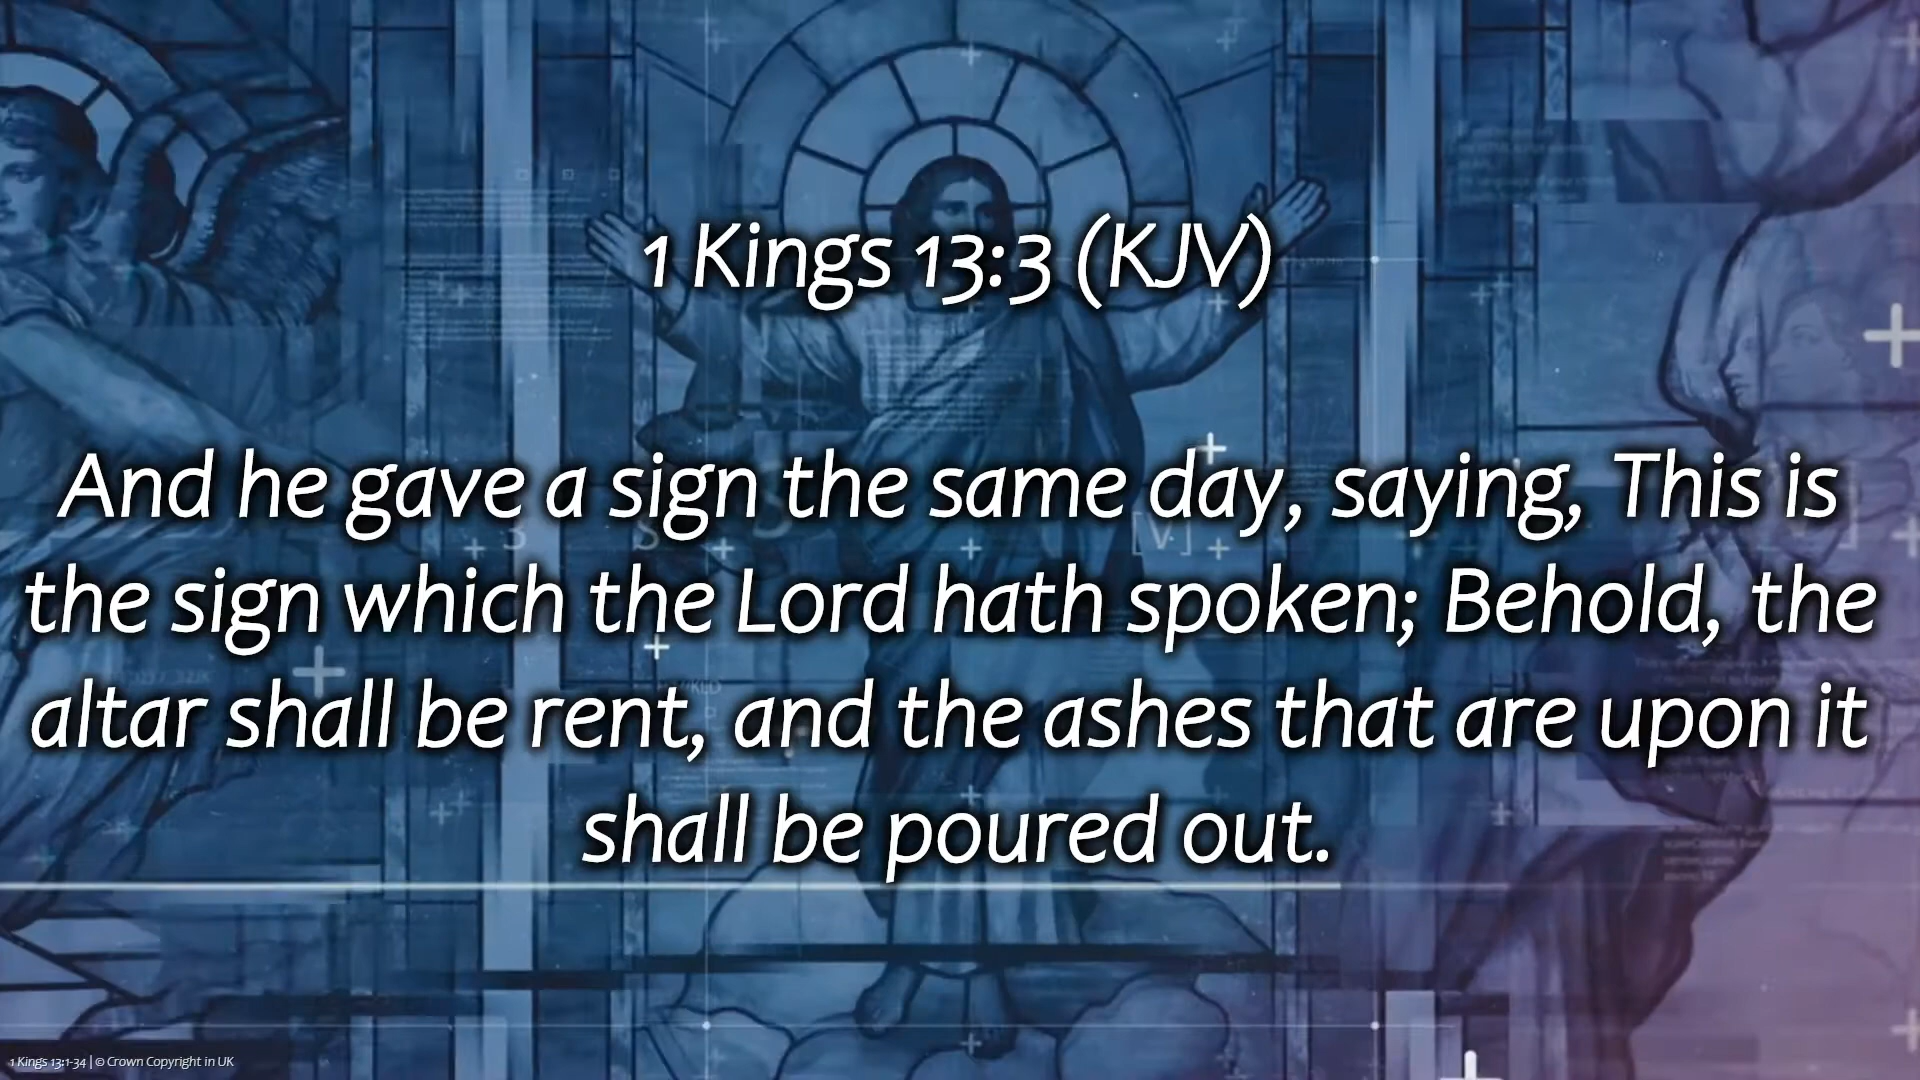 1 Kings 13:3 (KJV)
And he gave a sign the same day, saying, This is
the sign which the Lord hath spoken; Behold, the
altar shall be rent, and the ashes that are upon it
shall be poured out.
1 Kings 13:1-34 | © Crown Copyright in UK